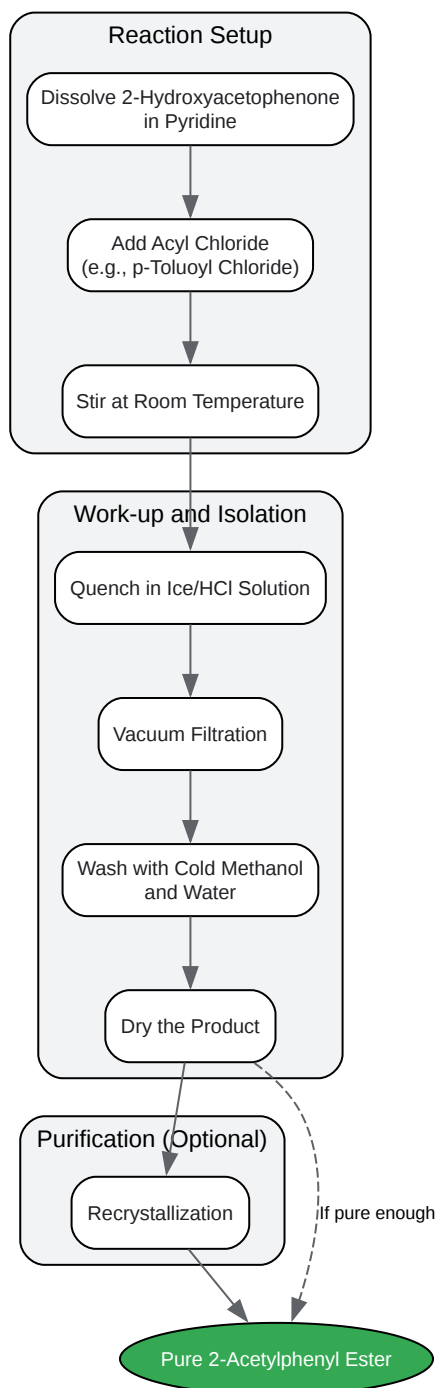 Reaction Setup
Dissolve 2-Hydroxyacetophenone
in Pyridine
Add Acyl Chloride
(e.g., p-Toluoyl Chloride)
Stir at Room Temperature
Work-up and Isolation
Quench in Ice/HCl Solution
Vacuum Filtration
Wash with Cold Methanol
and Water
Dry the Product
Purification (Optional)
Recrystallization
If pure enough
Pure 2-Acetylphenyl Ester